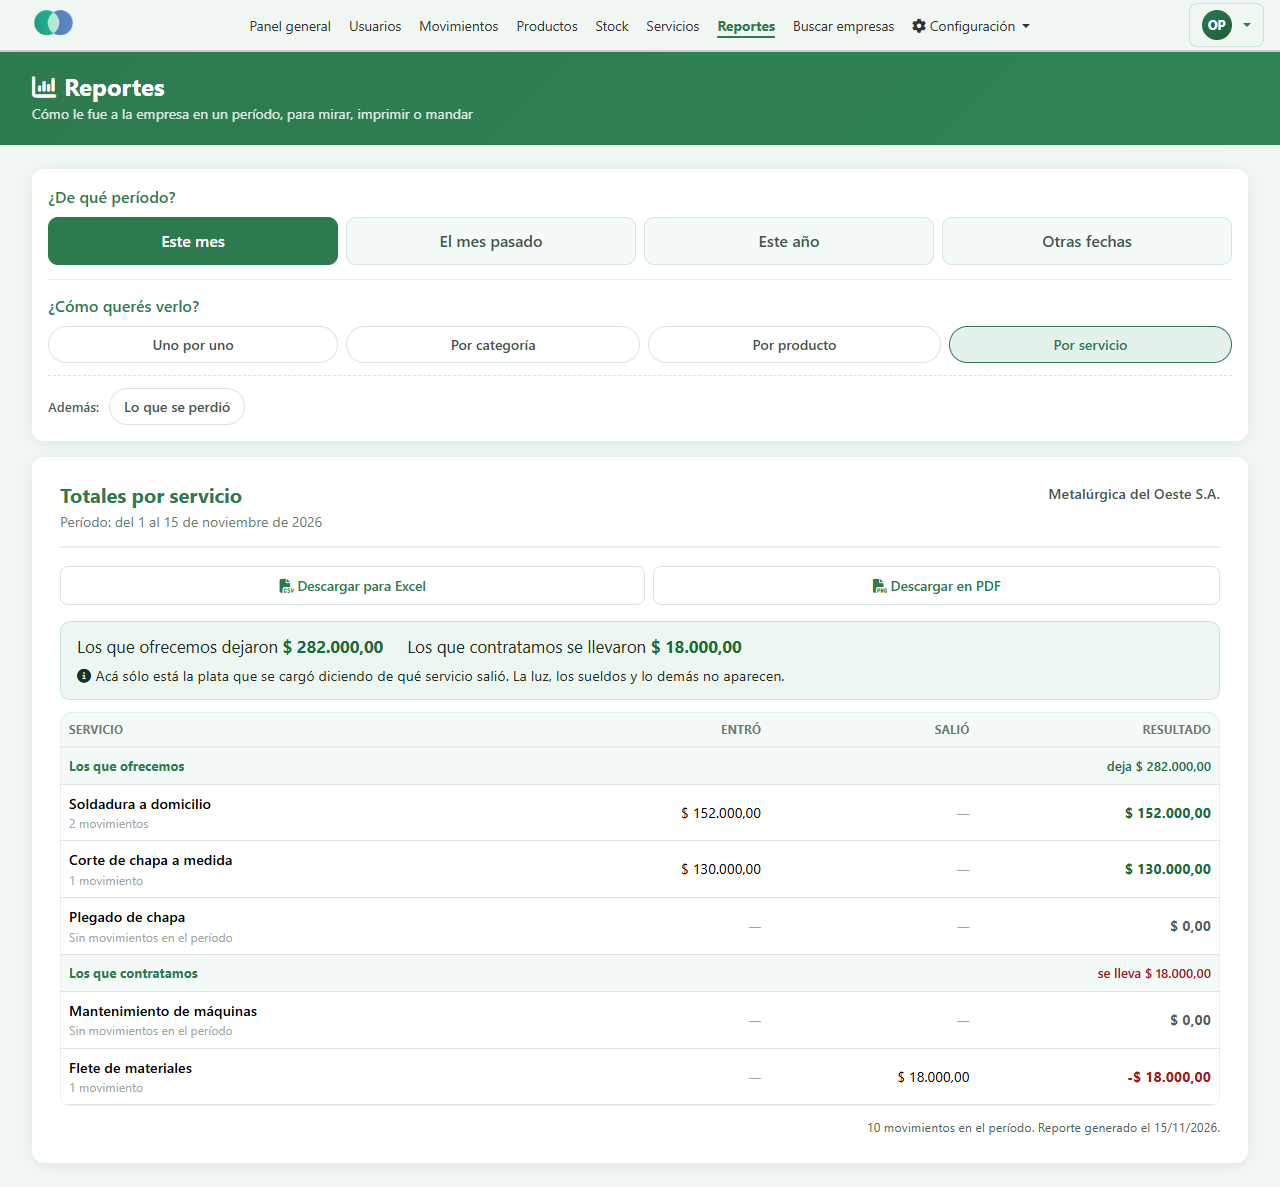 Panel general Usuarios Movimientos Productos Stock Servicios Reportes Buscar empresas Configuración OP
Reportes
Cómo le fue a la empresa en un período, para mirar, imprimir o mandar
¿De qué período?
Este mes El mes pasado Este año Otras fechas
¿Cómo querés verlo?
Uno por uno Por categoría Por producto Por servicio
Además: Lo que se perdió
Totales por servicio Metalúrgica del Oeste S.A.
Período: del 1 al 15 de noviembre de 2026
Descargar para Excel Descargar en PDF
Los que ofrecemos dejaron $ 282.000,00 Los que contratamos se llevaron $ 18.000,00
Acá sólo está la plata que se cargó diciendo de qué servicio salió. La luz, los sueldos y lo demás no aparecen.
SERVICIO ENTRÓ SALIÓ RESULTADO
Los que ofrecemos deja $ 282.000,00
Soldadura a domicilio $ 152.000,00 — $ 152.000,00
2 movimientos
Corte de chapa a medida $ 130.000,00 — $ 130.000,00
1 movimiento
Plegado de chapa — — $ 0,00
Sin movimientos en el período
Los que contratamos se lleva $ 18.000,00
Mantenimiento de máquinas — — $ 0,00
Sin movimientos en el período
Flete de materiales — $ 18.000,00 -$ 18.000,00
1 movimiento
10 movimientos en el período. Reporte generado el 15/11/2026.